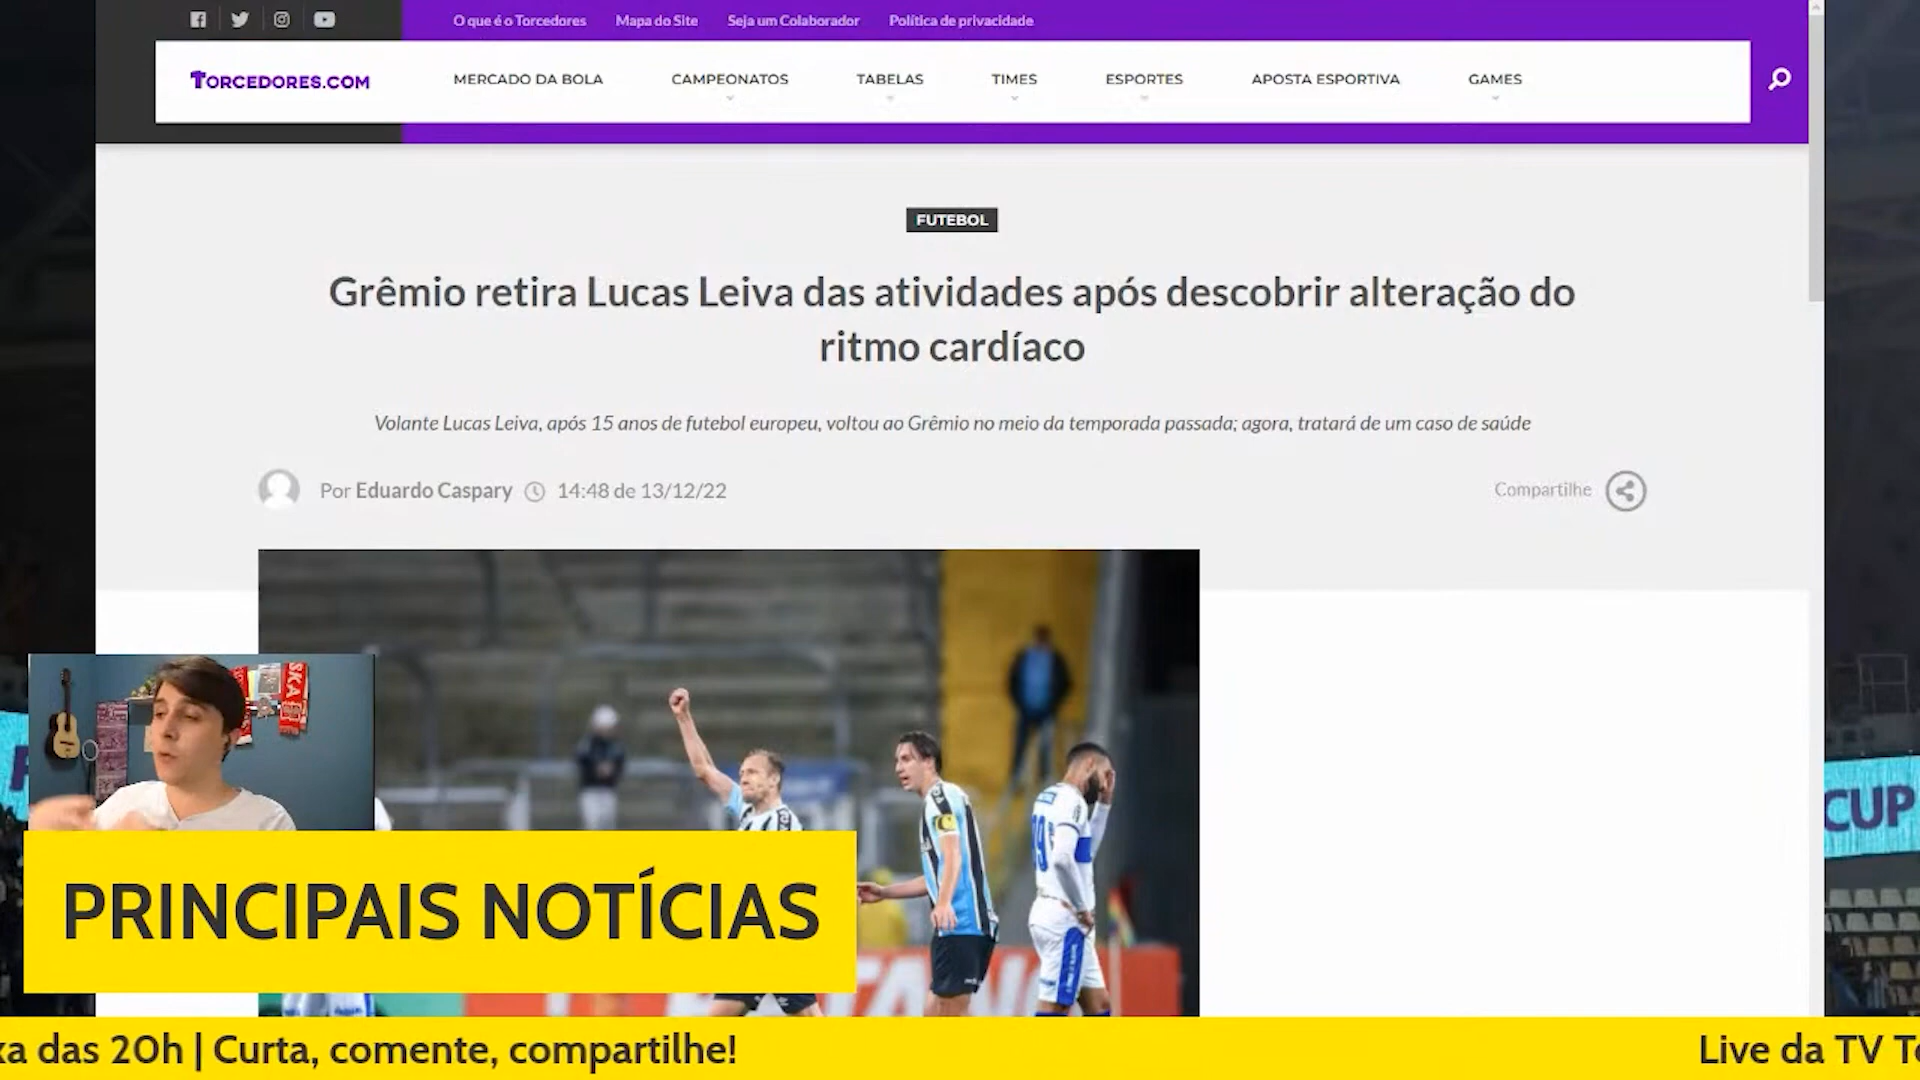 O que é o Torcedores Mapa do Site Seja um Colaborador Política de privacidade
TORCEDORES.COM MERCADO DA BOLA CAMPEONATOS TABELAS TIMES ESPORTES APOSTA ESPORTIVA GAMES
FUTEBOL
Grêmio retira Lucas Leiva das atividades após descobrir alteração do
ritmo cardíaco
Volante Lucas Leiva, após 15 anos de futebol europeu, voltou ao Grêmio no meio da temporada passada; agora, tratará de um caso de saúde
Por Eduardo Caspary 14:48 de 13/12/22 Compartilhe
SKA
CUP
PRINCIPAIS NOTÍCIAS
das 20h | Curta, comente, compartilhe! Live da TV